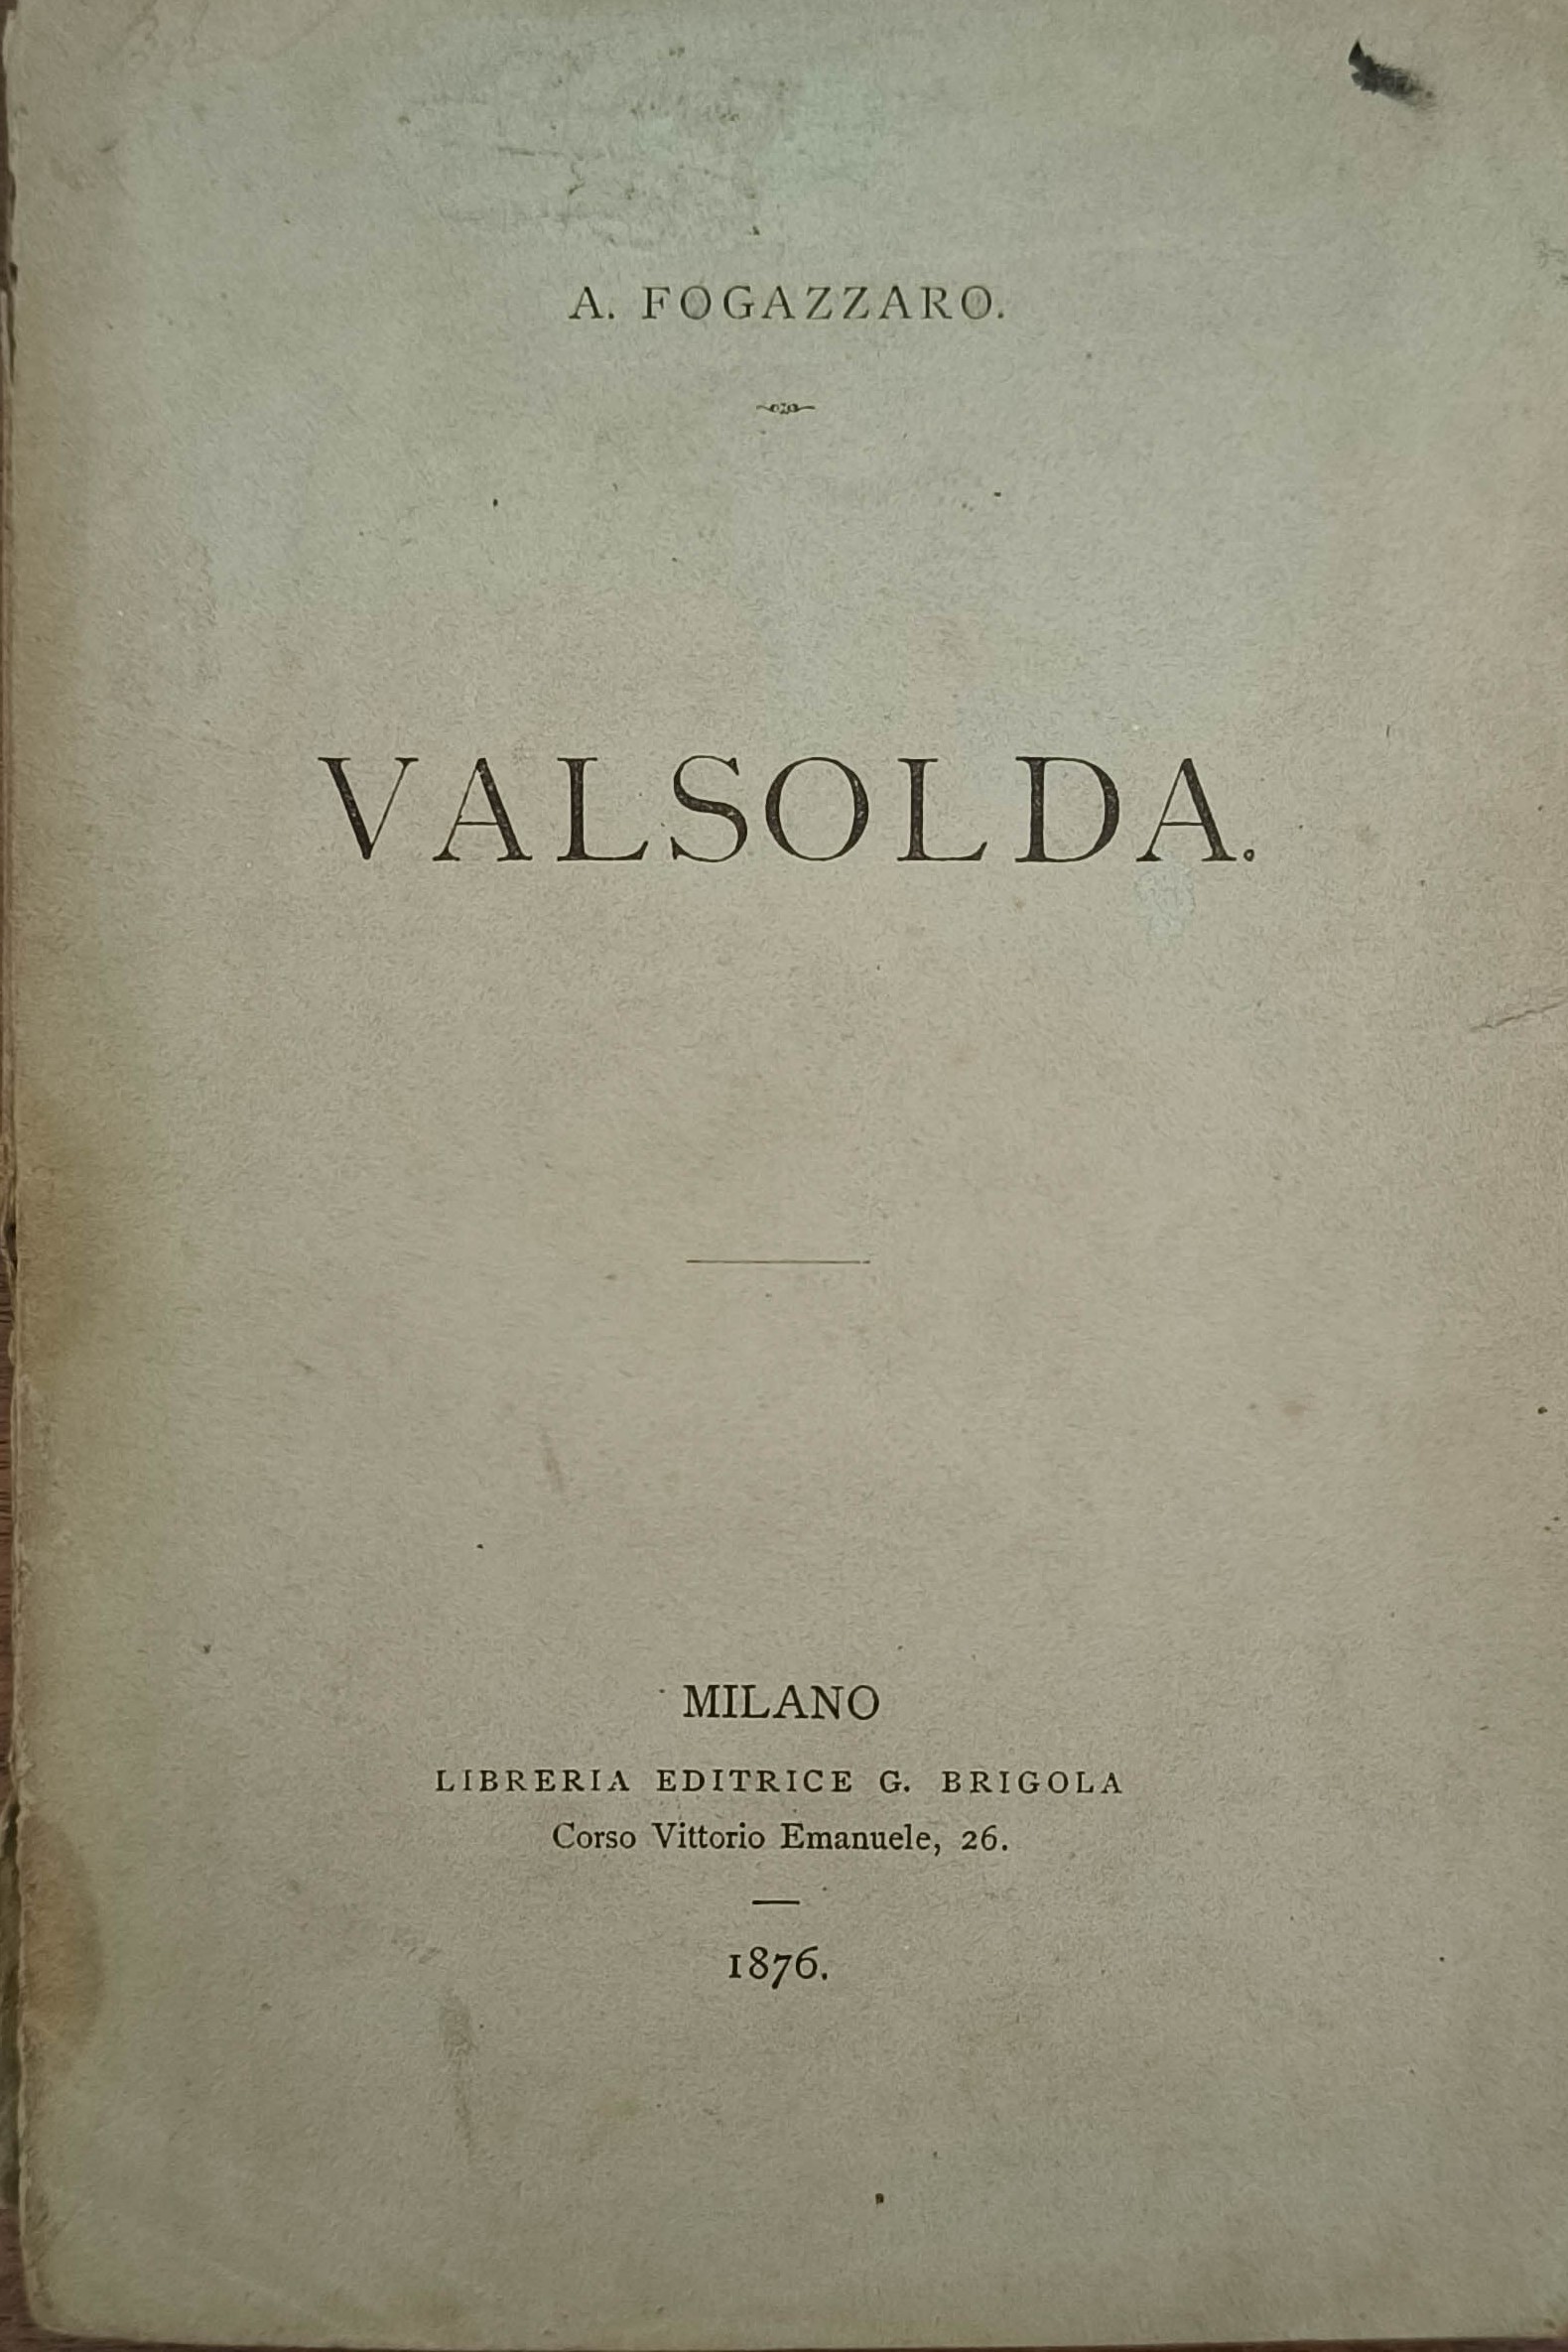 A. FOGAZZARO.
VALSOLDA.
MILANO
LIBRERIA EDITRICE G. BRIGOLA
Corso Vittorio Emanuele, 26.
1876.